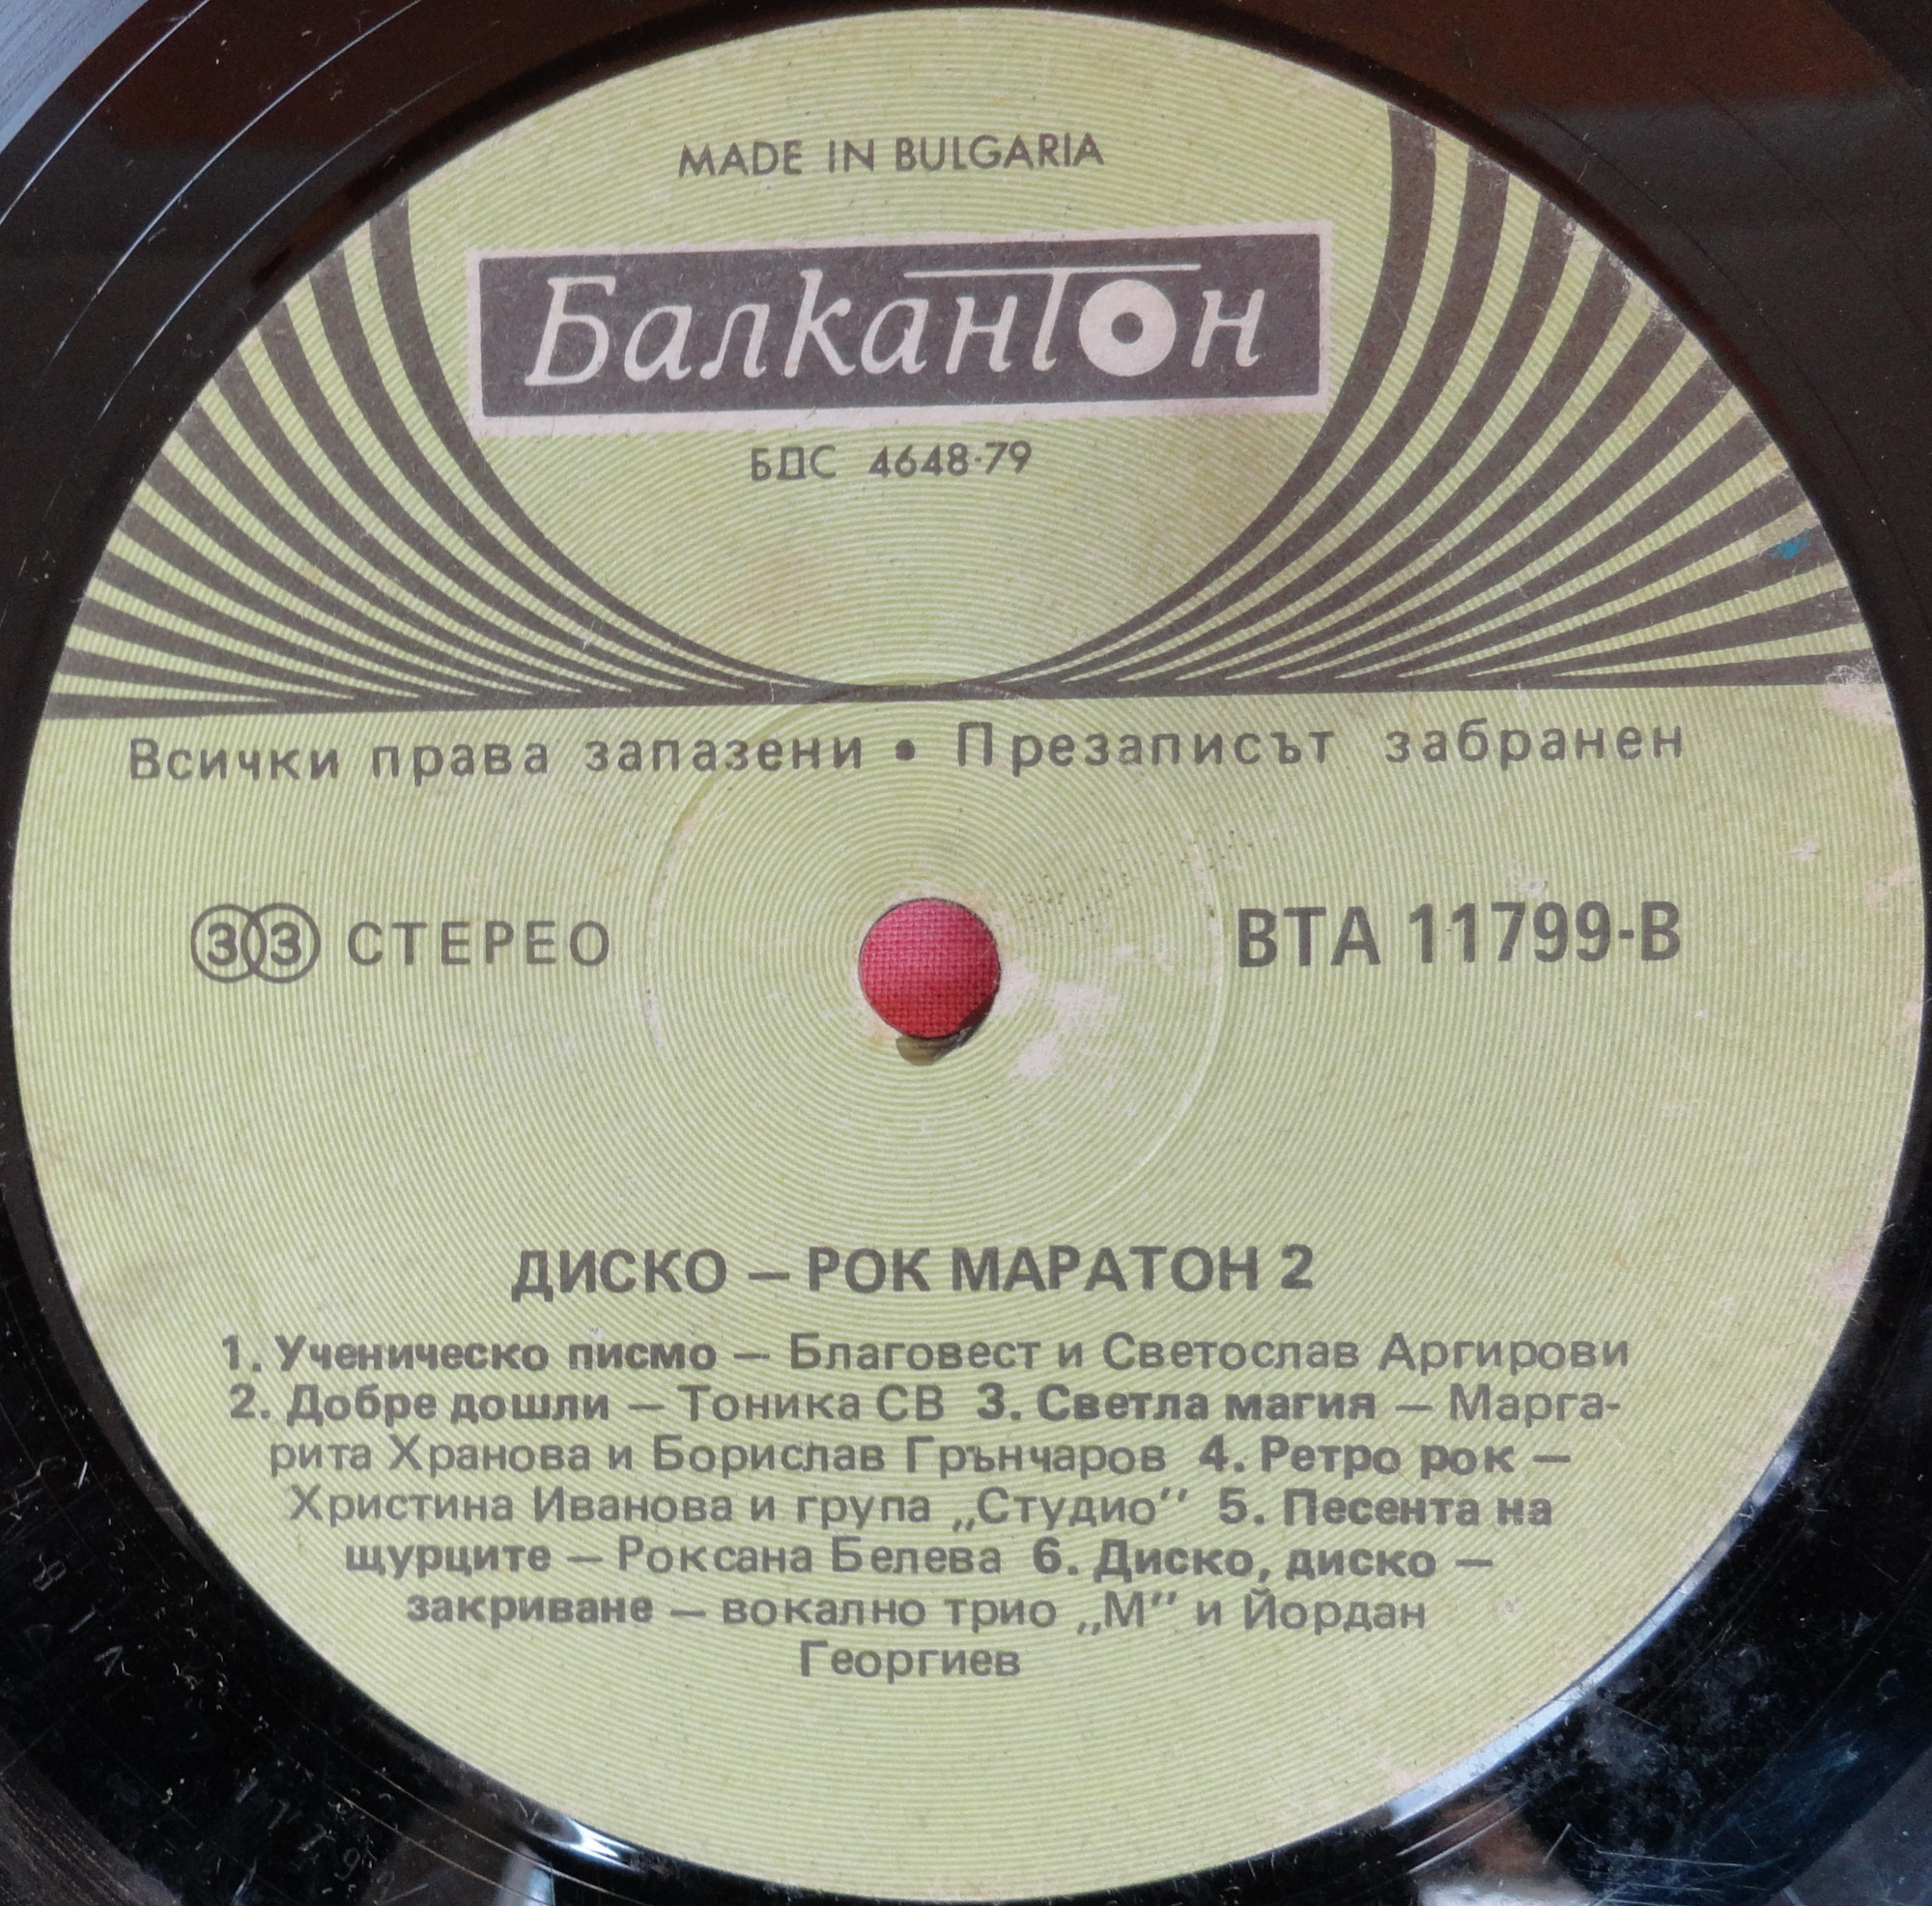 MADE IN BULGARIA
Балкантон
БДС 4648-79
Всички права запазени • Презаписът забранен
33 СТЕРЕО ВТА 11799-В
ДИСКО – РОК МАРАТОН 2
1. Ученическо писмо – Благовест и Светослав Аргирови
2. Добре дошли – Тоника СВ 3. Светла магия – Марга-
рита Хранова и Борислав Грънчаров 4. Ретро рок –
Христина Иванова и група „Студио” 5. Песента на
щурците – Роксана Белева 6. Диско, диско –
закриване – вокално трио „М” и Йордан
Георгиев